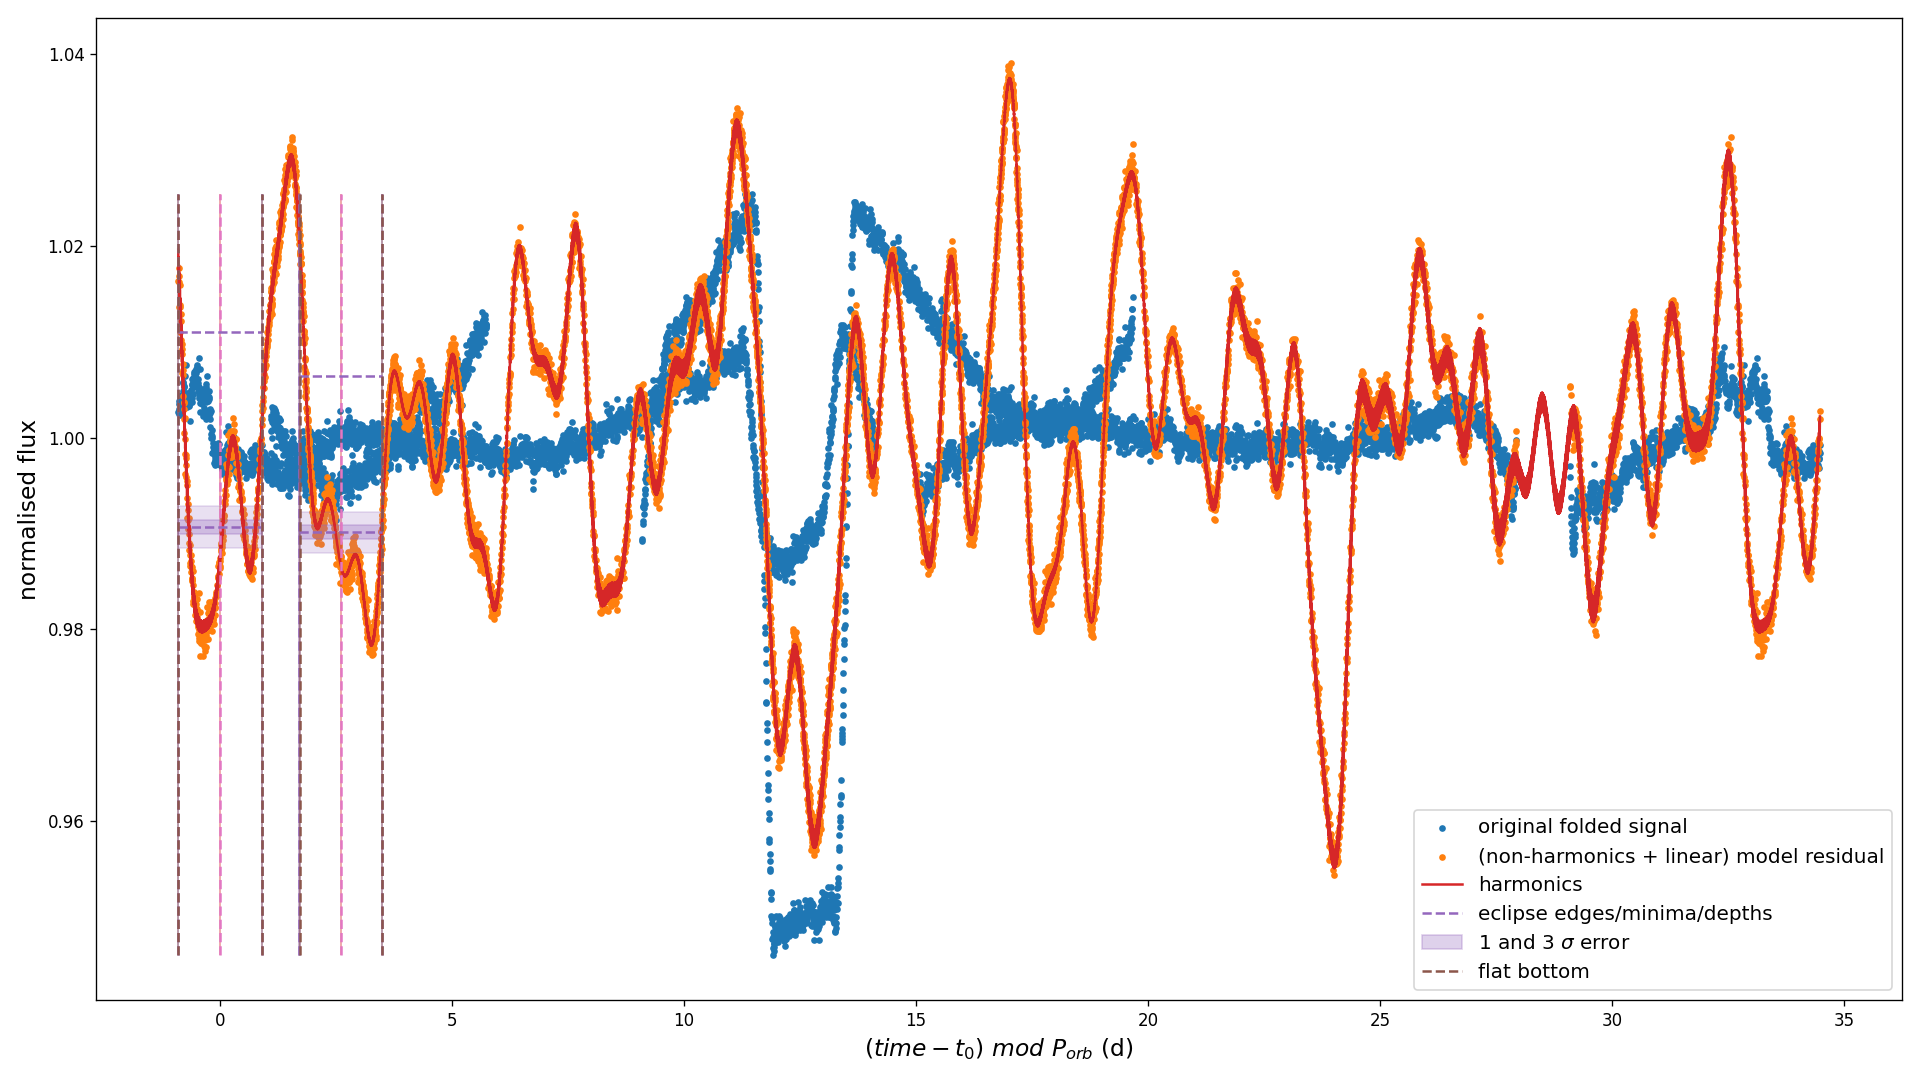 1.04
1.02
1.00
0.98
0.96
normalised flux
0 5 10 15 20 25 30 35
(time − t₀) mod P_orb (d)
original folded signal
(non-harmonics + linear) model residual
harmonics
eclipse edges/minima/depths
1 and 3 σ error
flat bottom